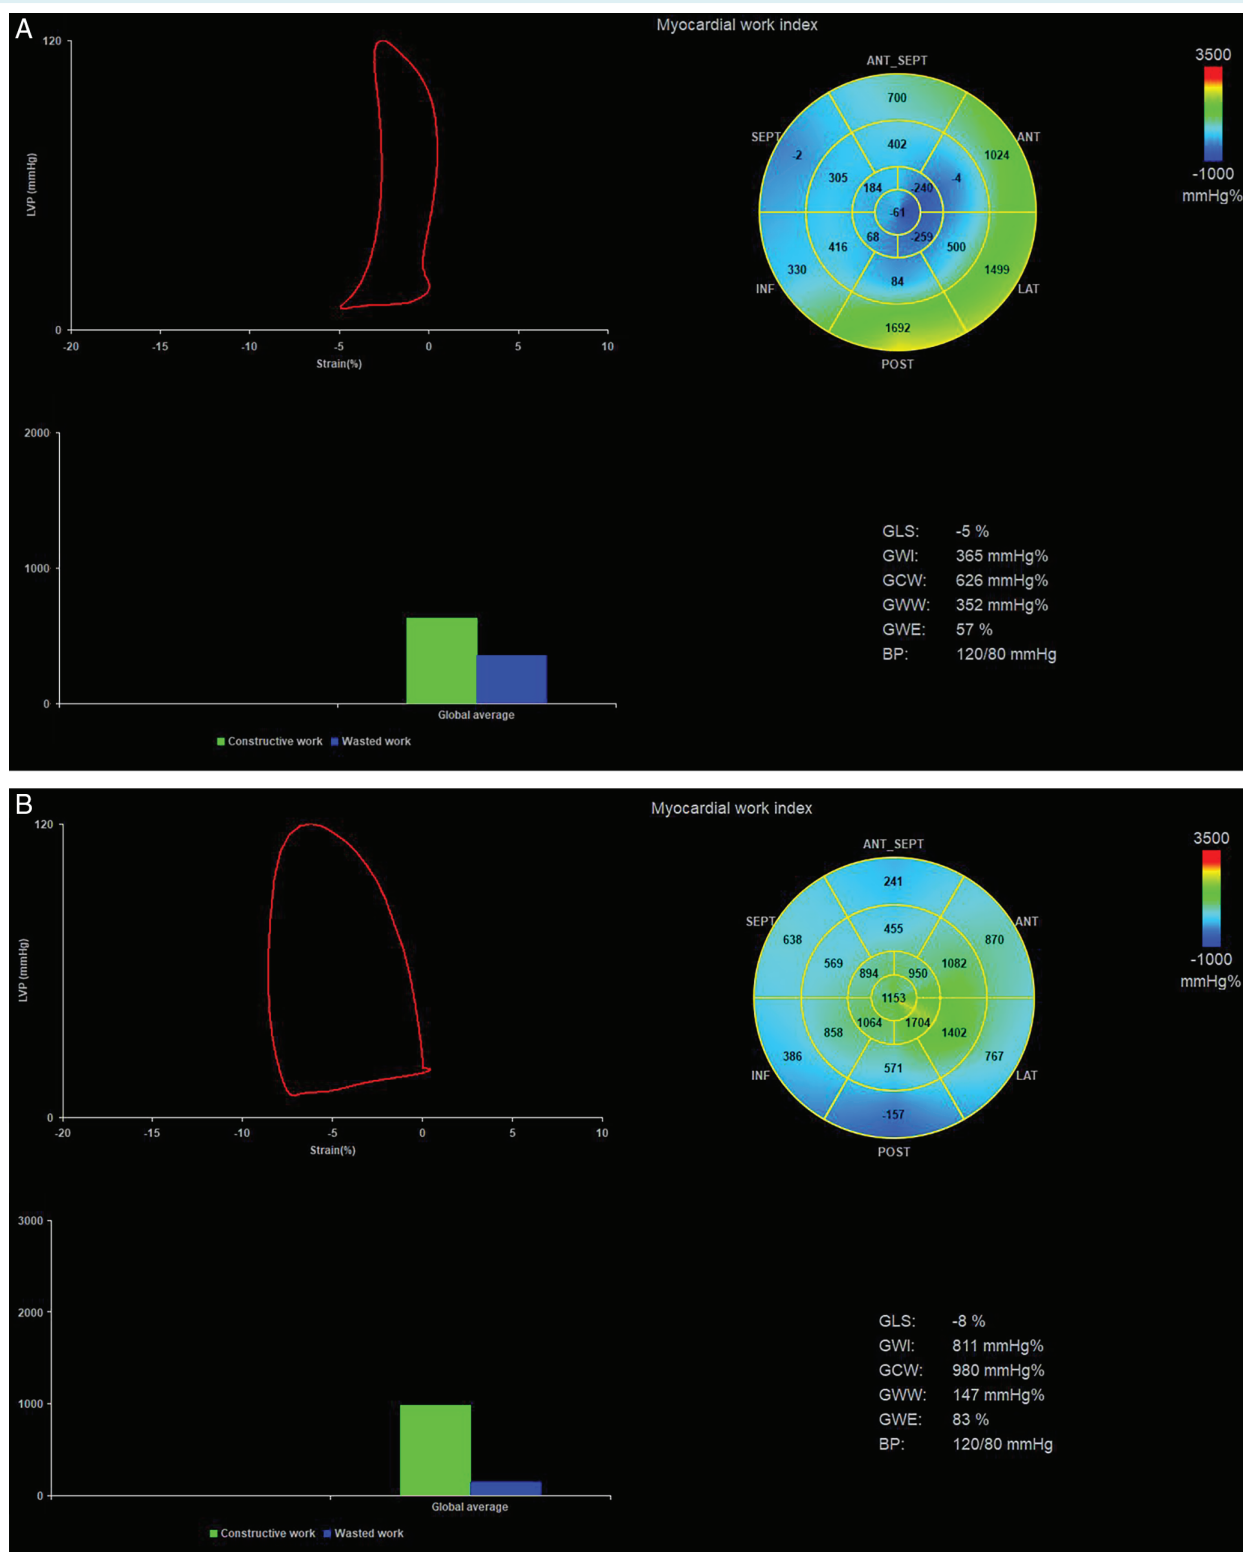 A
Myocardial work index
120
LVP (mmHg)
0
-20 -15 -10 -5 0 5 10
Strain(%)
ANT_SEPT
SEPT
ANT
INF
LAT
POST
700
-2
1024
402
305
-4
184
-240
-61
68
-259
416
500
330
84
1499
1692
3500
-1000
mmHg%
2000
1000
0
Global average
Constructive work Wasted work
GLS: -5 %
GWI: 365 mmHg%
GCW: 626 mmHg%
GWW: 352 mmHg%
GWE: 57 %
BP: 120/80 mmHg
B
Myocardial work index
120
LVP (mmHg)
0
-20 -15 -10 -5 0 5 10
Strain(%)
ANT_SEPT
SEPT
ANT
INF
LAT
POST
241
638
870
455
569
1082
894
950
1153
1064
1704
858
1402
386
571
767
-157
3500
-1000
mmHg%
3000
2000
1000
0
Global average
Constructive work Wasted work
GLS: -8 %
GWI: 811 mmHg%
GCW: 980 mmHg%
GWW: 147 mmHg%
GWE: 83 %
BP: 120/80 mmHg